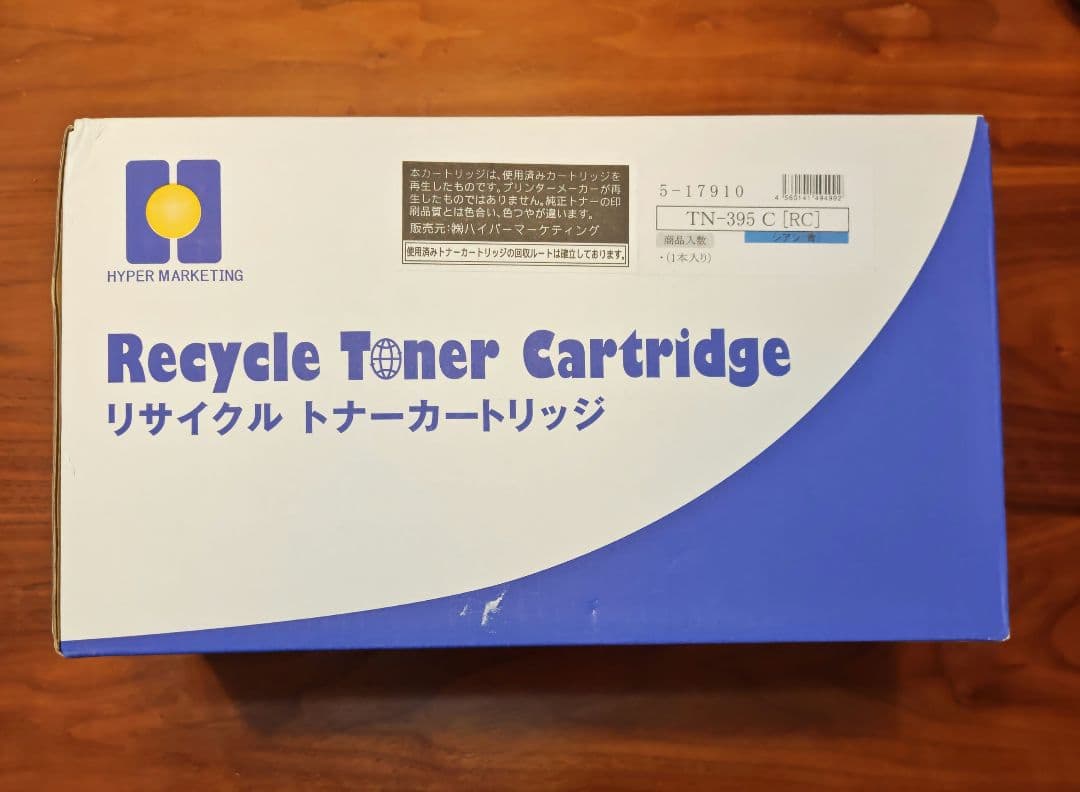 HYPER MARKETING
本カートリッジは、使用済みカートリッジを
再生したものです。プリンターメーカーが再
生したものではありません。純正トナーの印
刷品質とは色合い、色つやが違います。
販売元:㈱ハイパーマーケティング
使用済みトナーカートリッジの回収ルートは確立しております。
5-17910
4 560141 494992
TN-395 C [RC]
商品入数
シアン 青
・(1本入り)
Recycle Toner Cartridge
リサイクル トナーカートリッジ